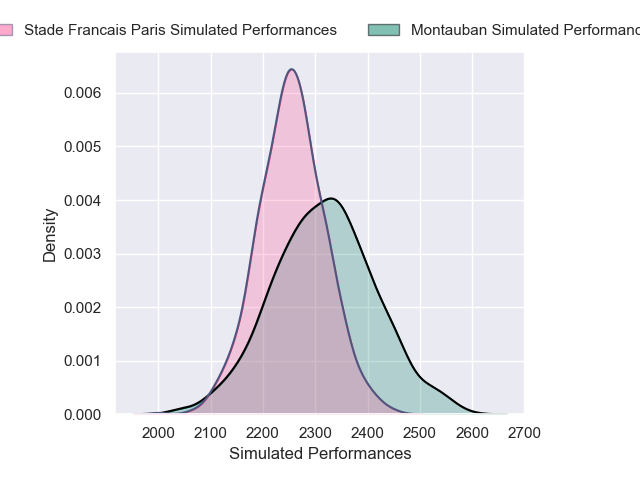 Stade Francais Paris Simulated Performances Montauban Simulated
0.006
0.005
0.004
0.003
0.002
0.001
0.000
Density
2000 2100 2200 2300 2400 2500 2600 2700
Simulated Performances